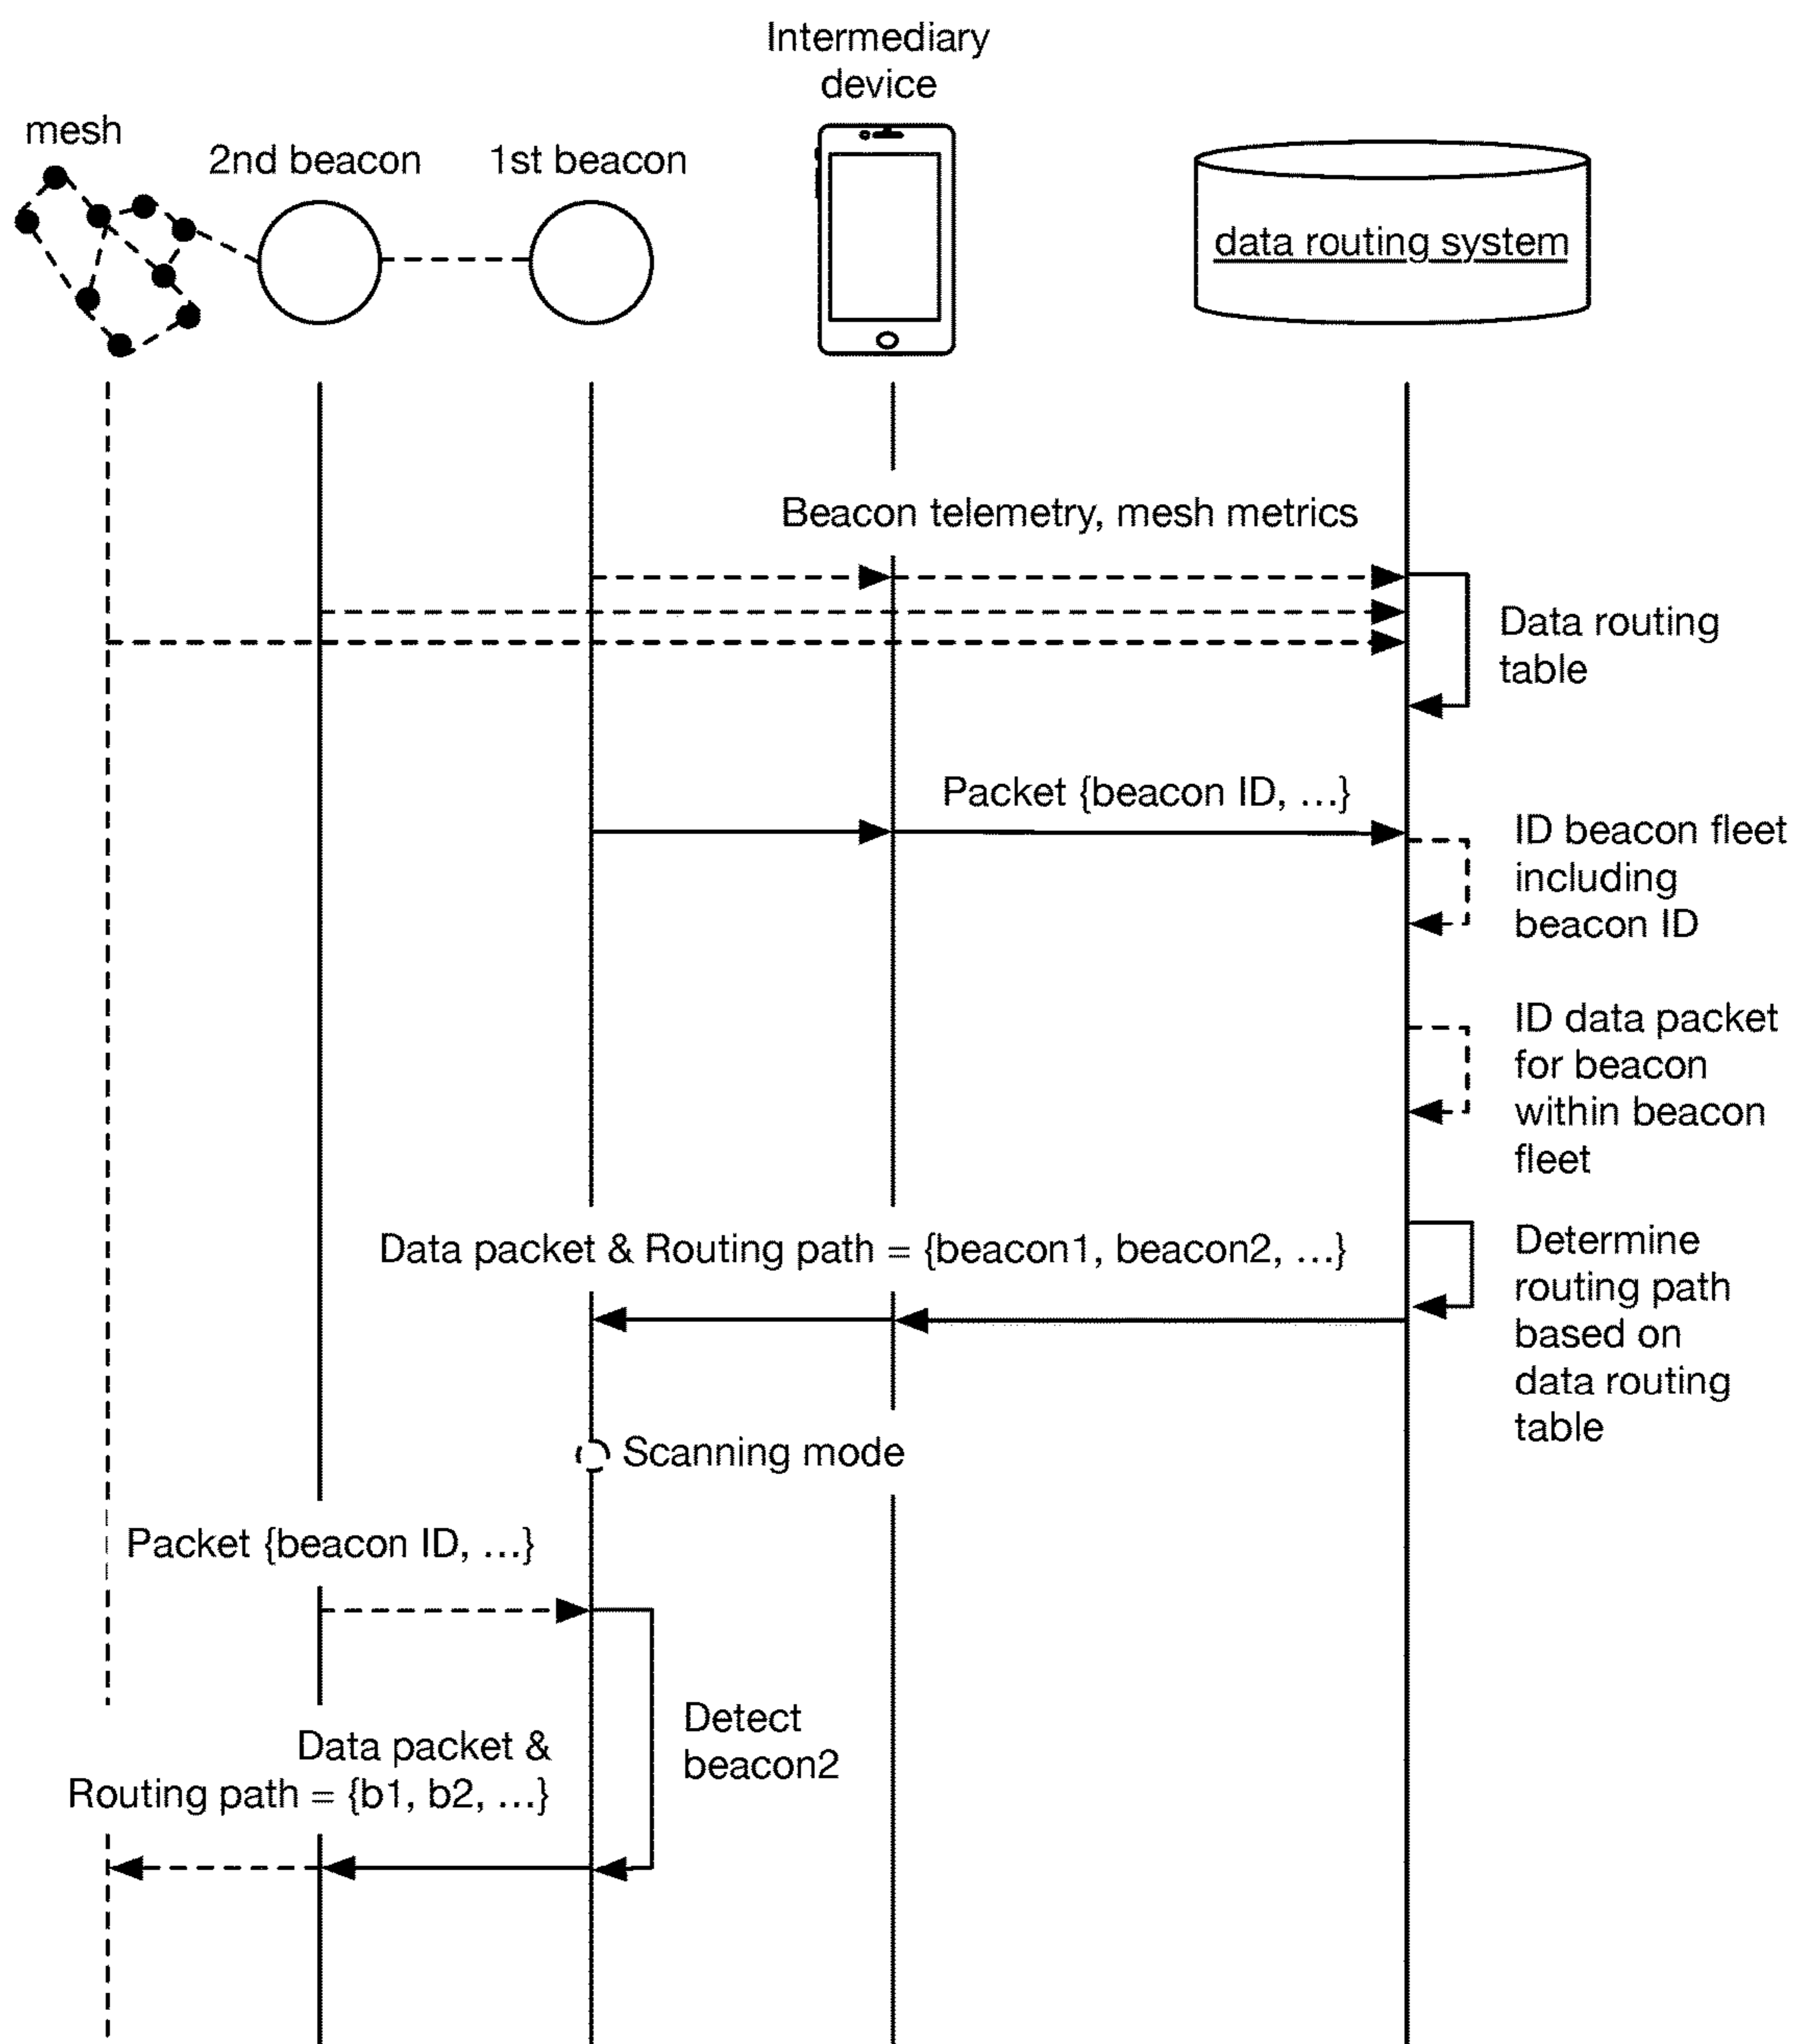 Intermediary
device
mesh
2nd beacon
1st beacon
data routing system
Beacon telemetry, mesh metrics
Data routing
table
Packet {beacon ID, ...}
ID beacon fleet
including
beacon ID
ID data packet
for beacon
within beacon
fleet
Data packet & Routing path = {beacon1, beacon2, ...}
Determine
routing path
based on
data routing
table
Scanning mode
Packet {beacon ID, ...}
Detect
beacon2
Data packet &
Routing path = {b1, b2, ...}